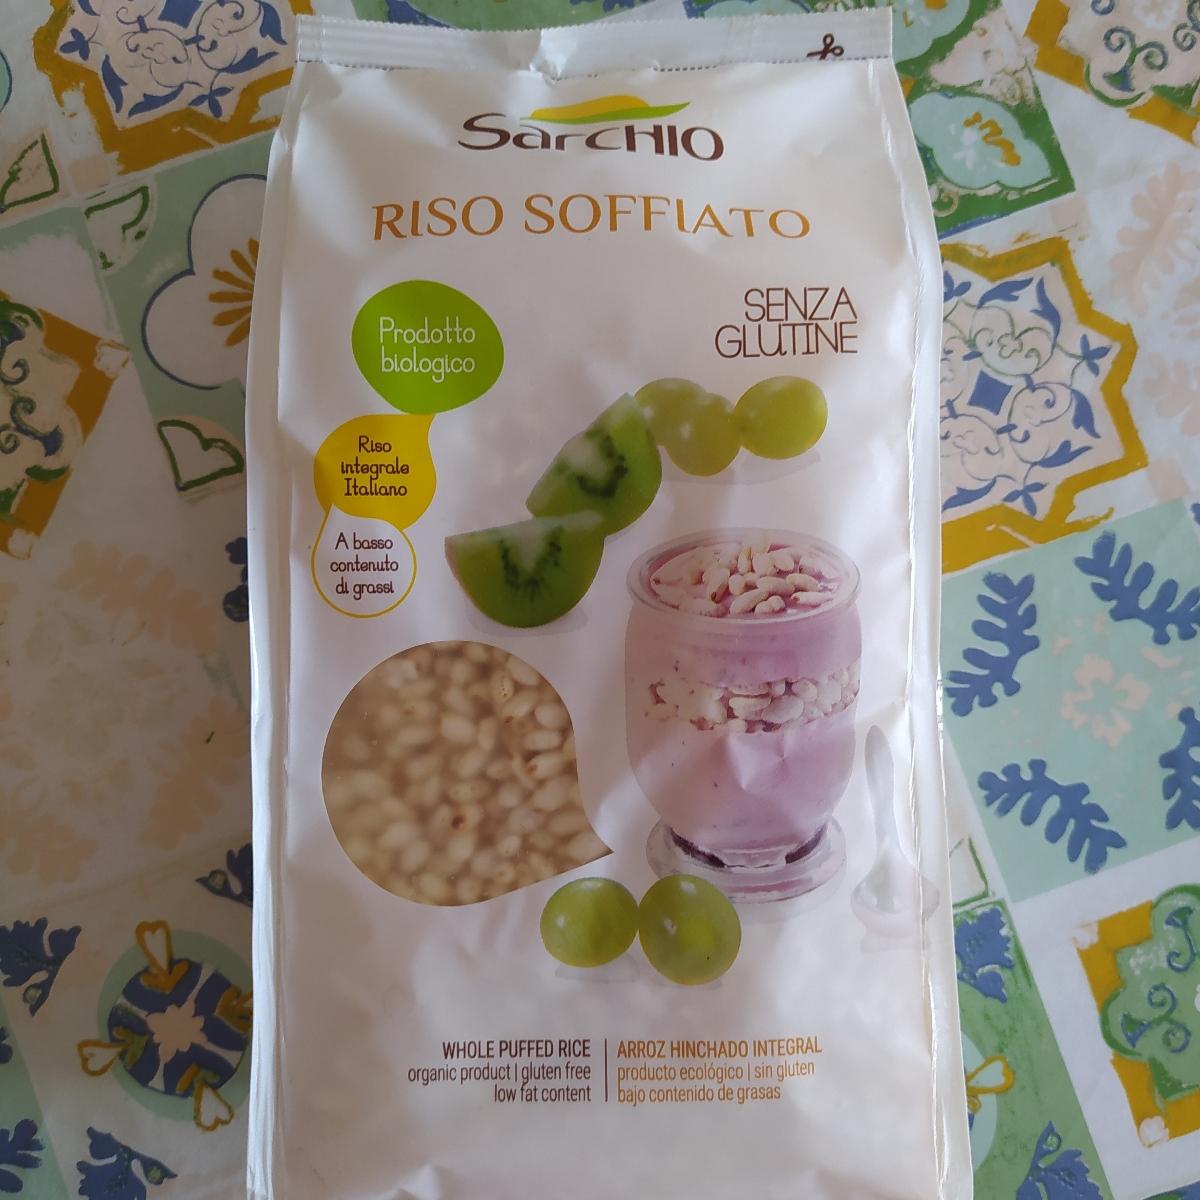 SarcHIO
RISO SOFFIATO
SENZA
GLUTINE
Prodotto
biologico
Riso
integrale
Italiano
A basso
contenuto
di grassi
WHOLE PUFFED RICE
organic product | gluten free
low fat content
ARROZ HINCHADO INTEGRAL
producto ecológico | sin gluten
bajo contenido de grasas